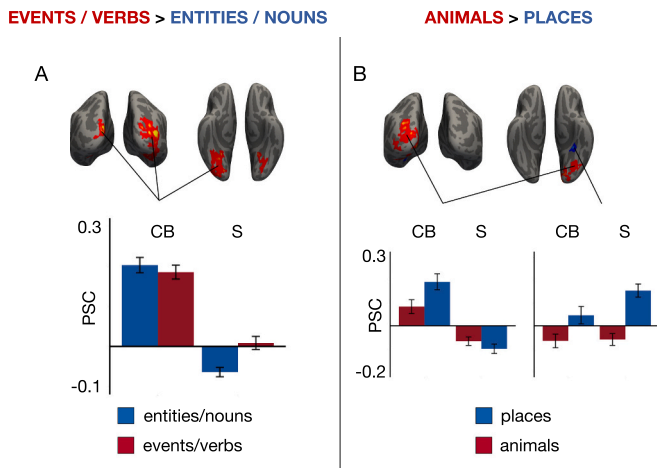 EVENTS / VERBS > ENTITIES / NOUNS
ANIMALS > PLACES
A
B
0.3
CB S
PSC
-0.1
entities/nouns
events/verbs
0.3
CB S
CB S
PSC
-0.2
places
animals